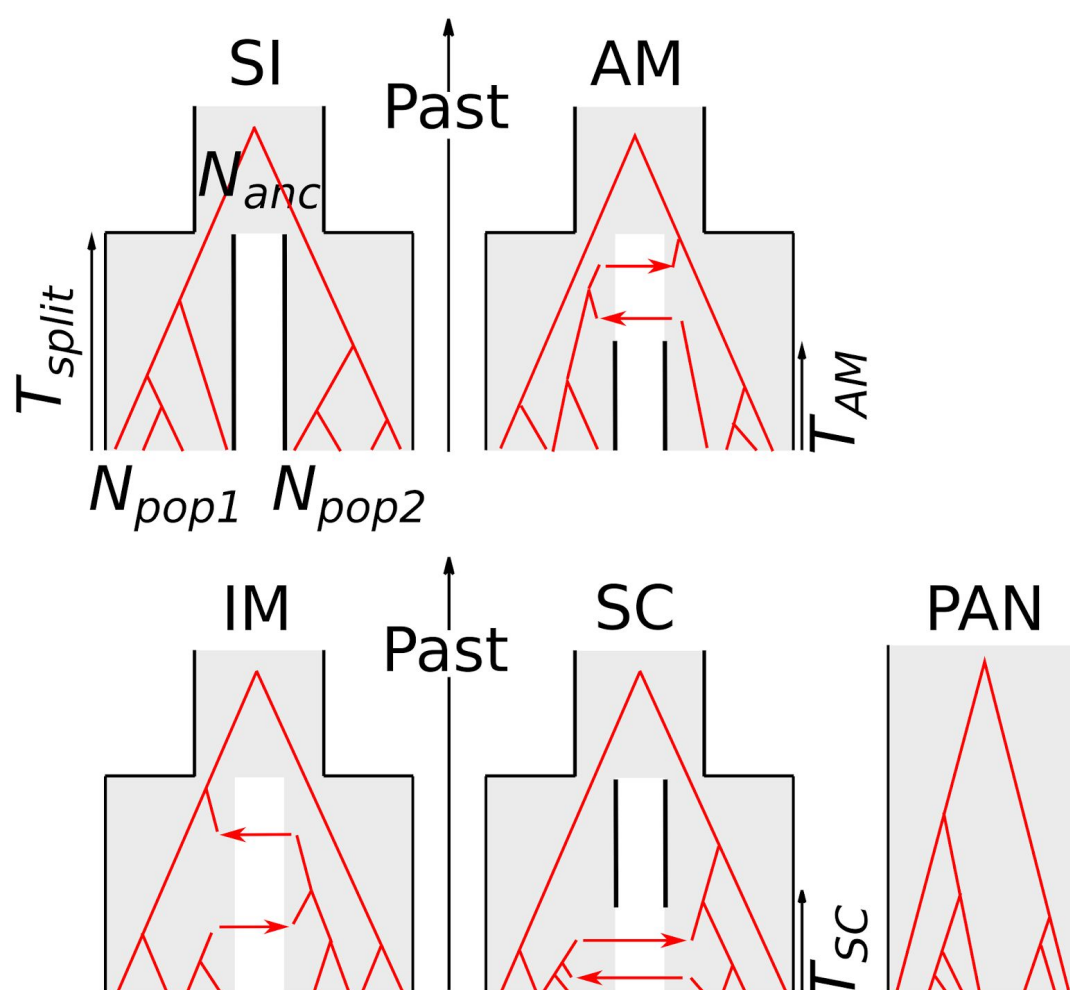 SI
AM
Past
N_anc
T_split
T_AM
N_pop1
N_pop2
IM
SC
PAN
Past
T_SC